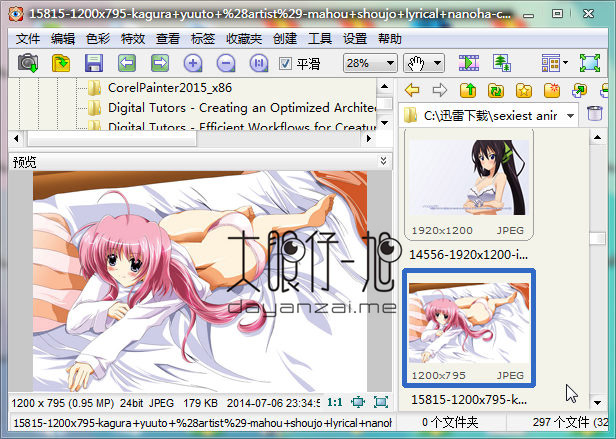 15815-1200x795-kagura+yuuto+%28artist%29-mahou+shoujo+lyrical+nanoha-c...
文件 编辑 色彩 特效 查看 标签 收藏夹 创建 工具 设置 帮助
平滑 28%
CorelPainter2015_x86
Digital Tutors - Creating an Optimized Archite
Digital Tutors - Efficient Workflows for Creatur
C:\迅雷下载\sexiest anir
预览
1920x1200 JPEG
14556-1920x1200-i...
大眼仔~旭
dayanzai.me
1200x795 JPEG
15815-1200x795-k...
1200 x 795 (0.95 MP) 24bit JPEG 179 KB 2014-07-06 23:34:5 1:1
15815-1200x795-kagura+yuuto+%28artist%29-mahou+shoujo+lyrical+nanoh
0 个文件夹 297 个文件 (32